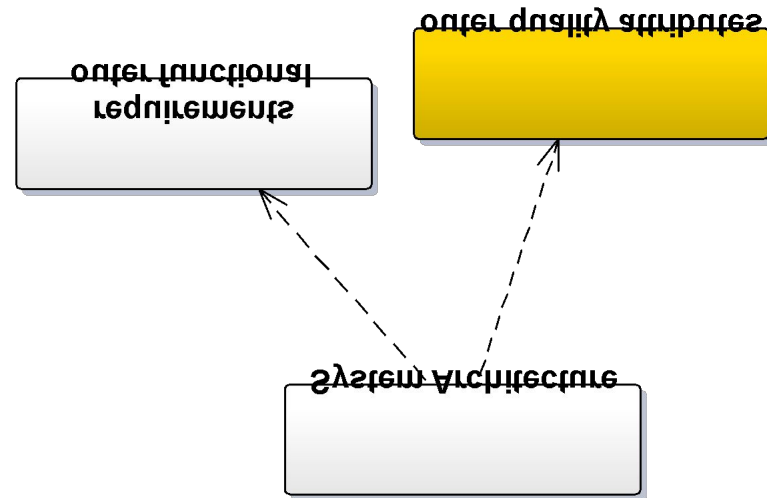 outer functional
requirements
outer quality attributes
System Architecture